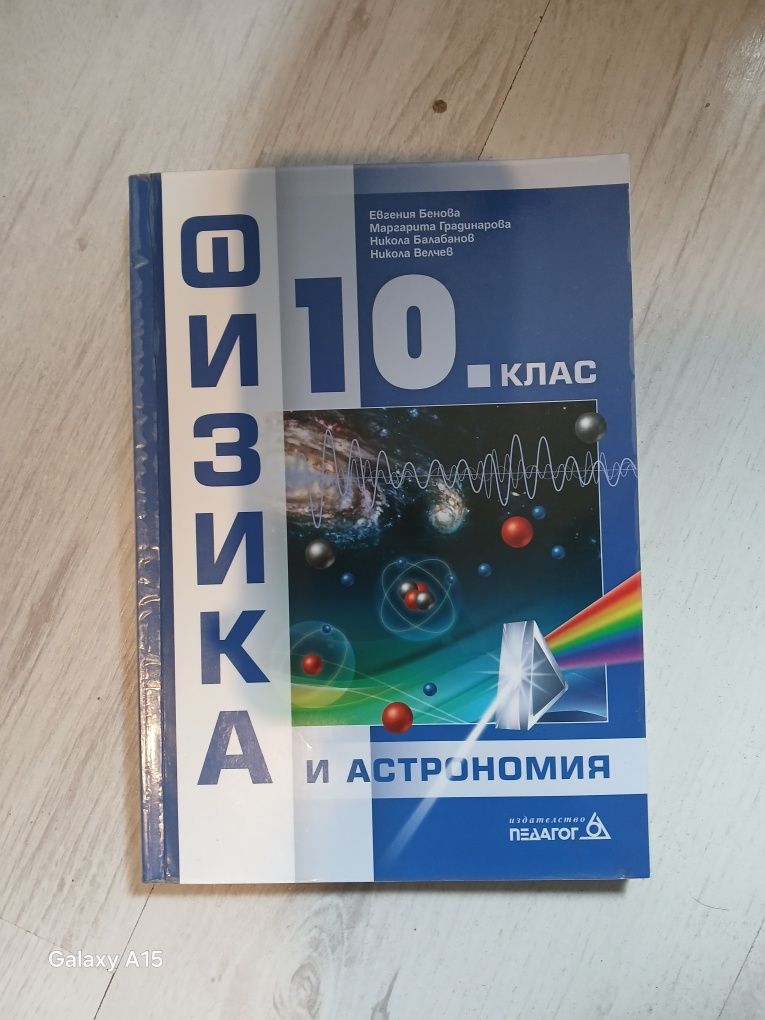 Евгения Бенова
Маргарита Градинарова
Никола Балабанов
Никола Велчев
ФИЗИКА
10. КЛАС
И АСТРОНОМИЯ
издателство
ПЕДАГОГ 6
Galaxy A15